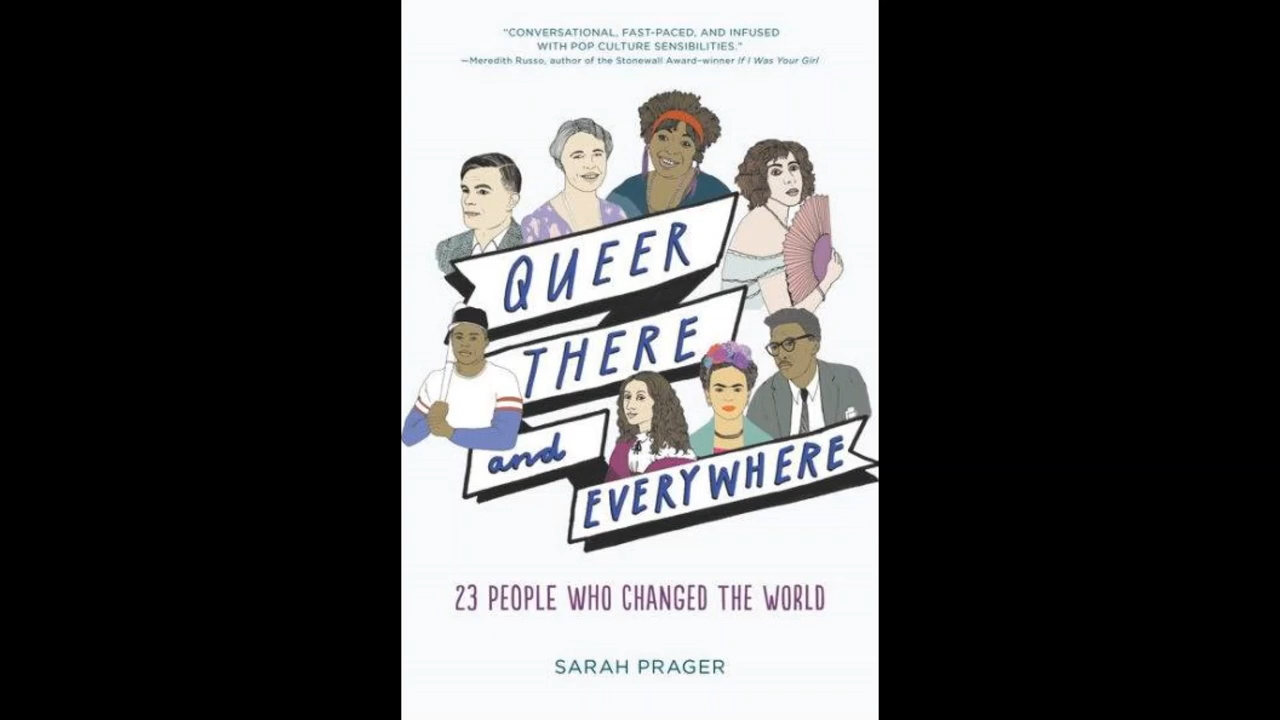 "CONVERSATIONAL, FAST-PACED, AND INFUSED
WITH POP CULTURE SENSIBILITIES."
—Meredith Russo, author of the Stonewall Award–winner If I Was Your Girl
QUEER
THERE
and
EVERYWHERE
23 PEOPLE WHO CHANGED THE WORLD
SARAH PRAGER